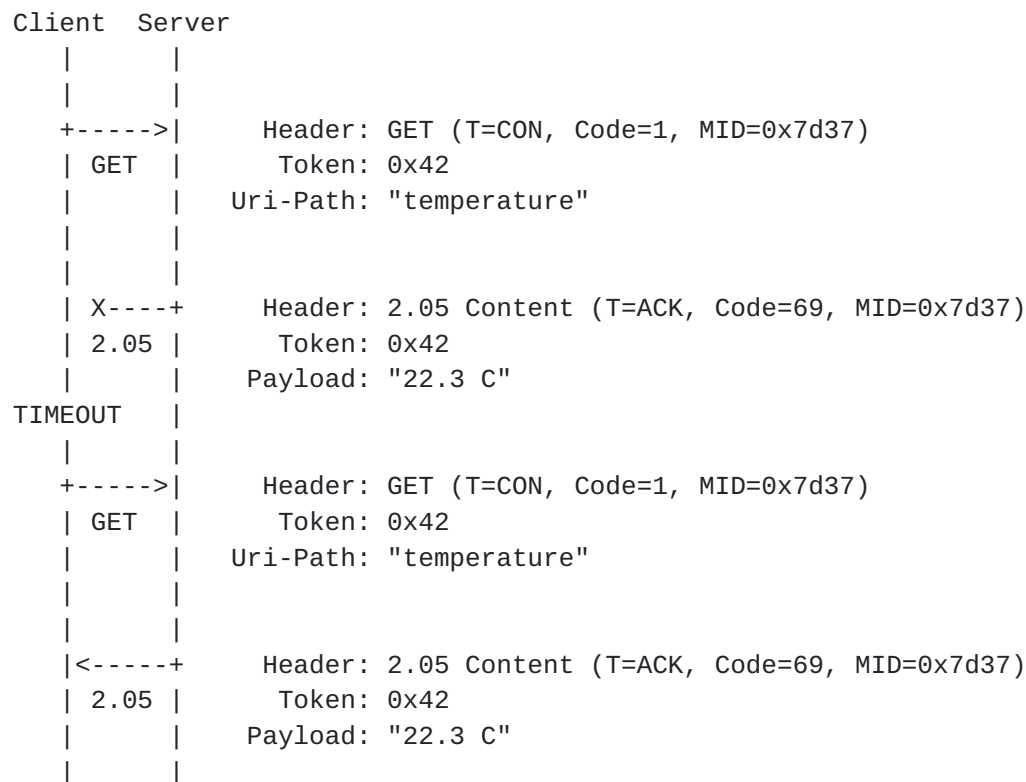 Client  Server
   |      |
   |      |
   +----->|     Header: GET (T=CON, Code=1, MID=0x7d37)
   | GET  |      Token: 0x42
   |      |   Uri-Path: "temperature"
   |      |
   |      |
   | X----+     Header: 2.05 Content (T=ACK, Code=69, MID=0x7d37)
   | 2.05 |      Token: 0x42
   |      |    Payload: "22.3 C"
TIMEOUT   |
   |      |
   +----->|     Header: GET (T=CON, Code=1, MID=0x7d37)
   | GET  |      Token: 0x42
   |      |   Uri-Path: "temperature"
   |      |
   |      |
   |<-----+     Header: 2.05 Content (T=ACK, Code=69, MID=0x7d37)
   | 2.05 |      Token: 0x42
   |      |    Payload: "22.3 C"
   |      |